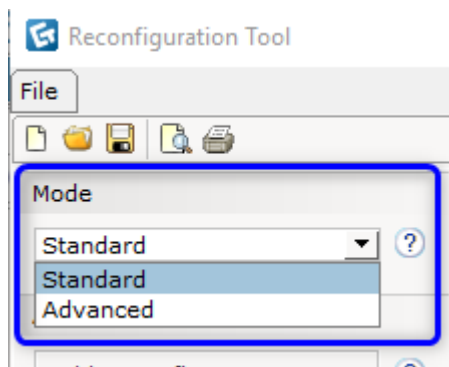 Reconfiguration Tool
File
Mode
Standard
?
Standard
Advanced